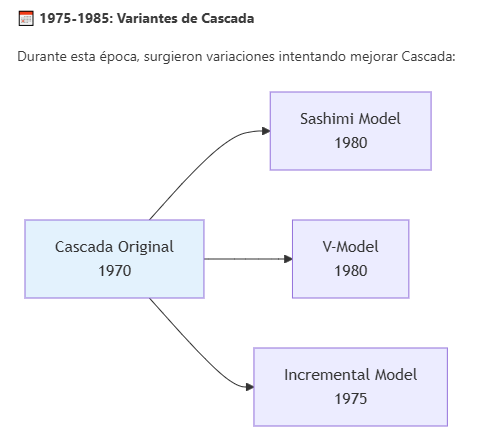 1975-1985: Variantes de Cascada
Durante esta época, surgieron variaciones intentando mejorar Cascada:
Sashimi Model
1980
Cascada Original
1970
V-Model
1980
Incremental Model
1975